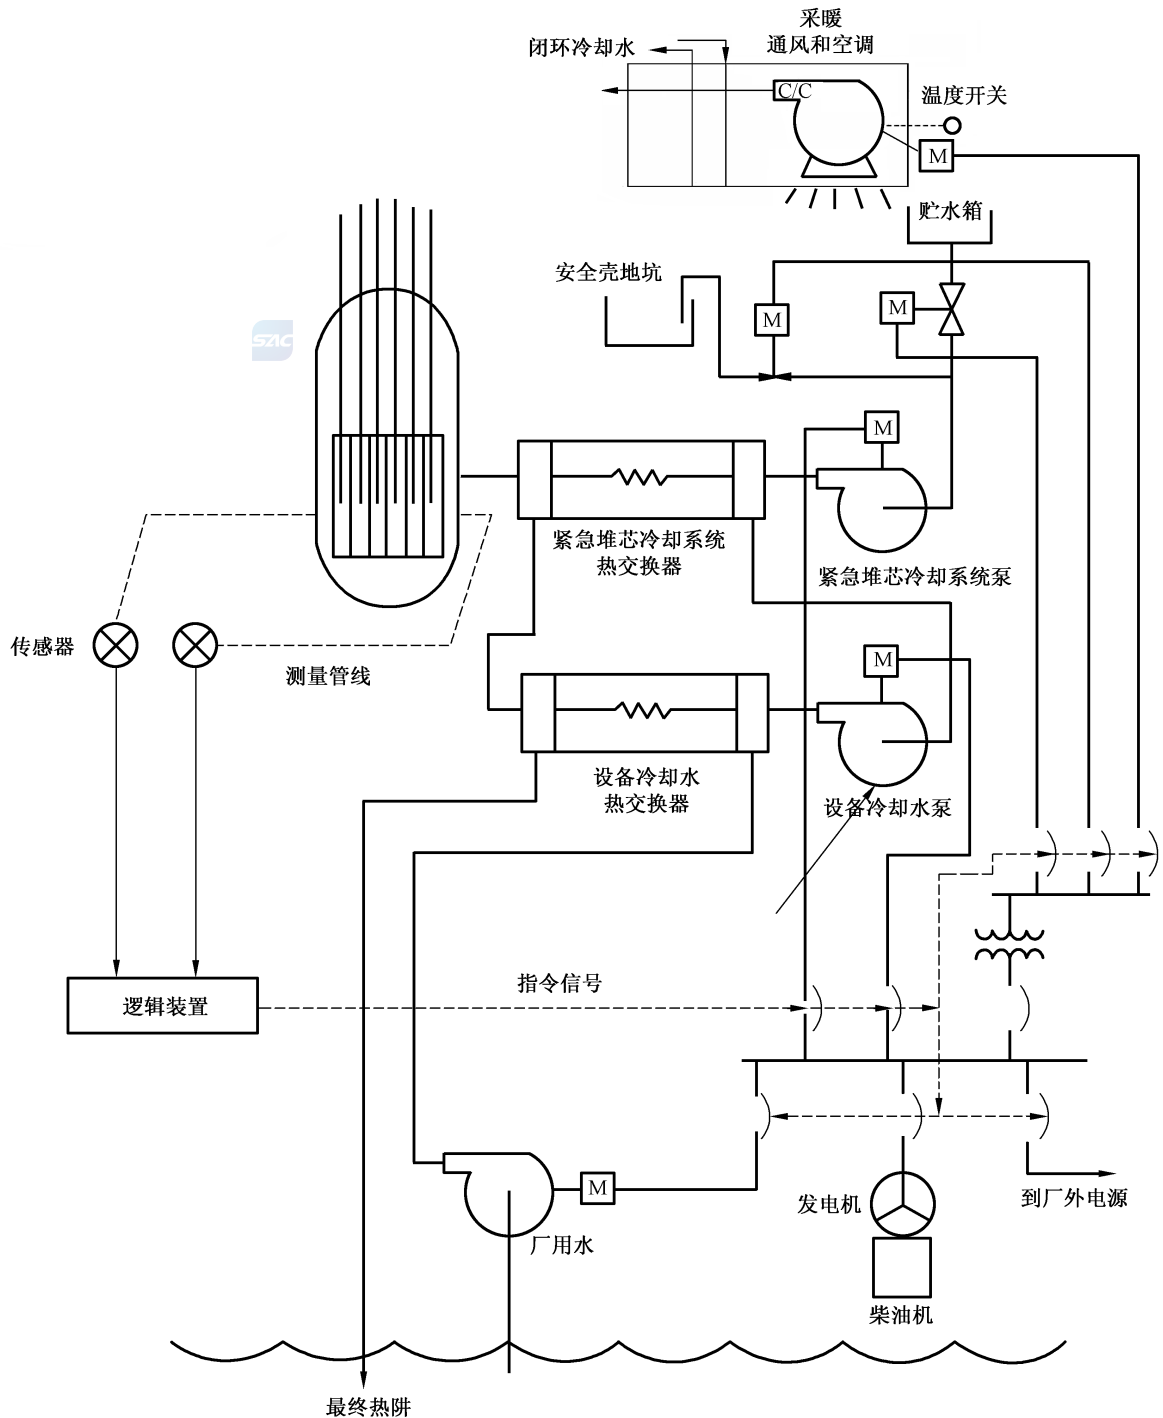 采暖
通风和空调
闭环冷却水
C/C
温度开关
M
贮水箱
安全壳地坑
M
M
SAC
M
紧急堆芯冷却系统
热交换器
紧急堆芯冷却系统泵
传感器
测量管线
M
设备冷却水
热交换器
设备冷却水泵
指令信号
逻辑装置
M
发电机
到厂外电源
厂用水
柴油机
最终热阱